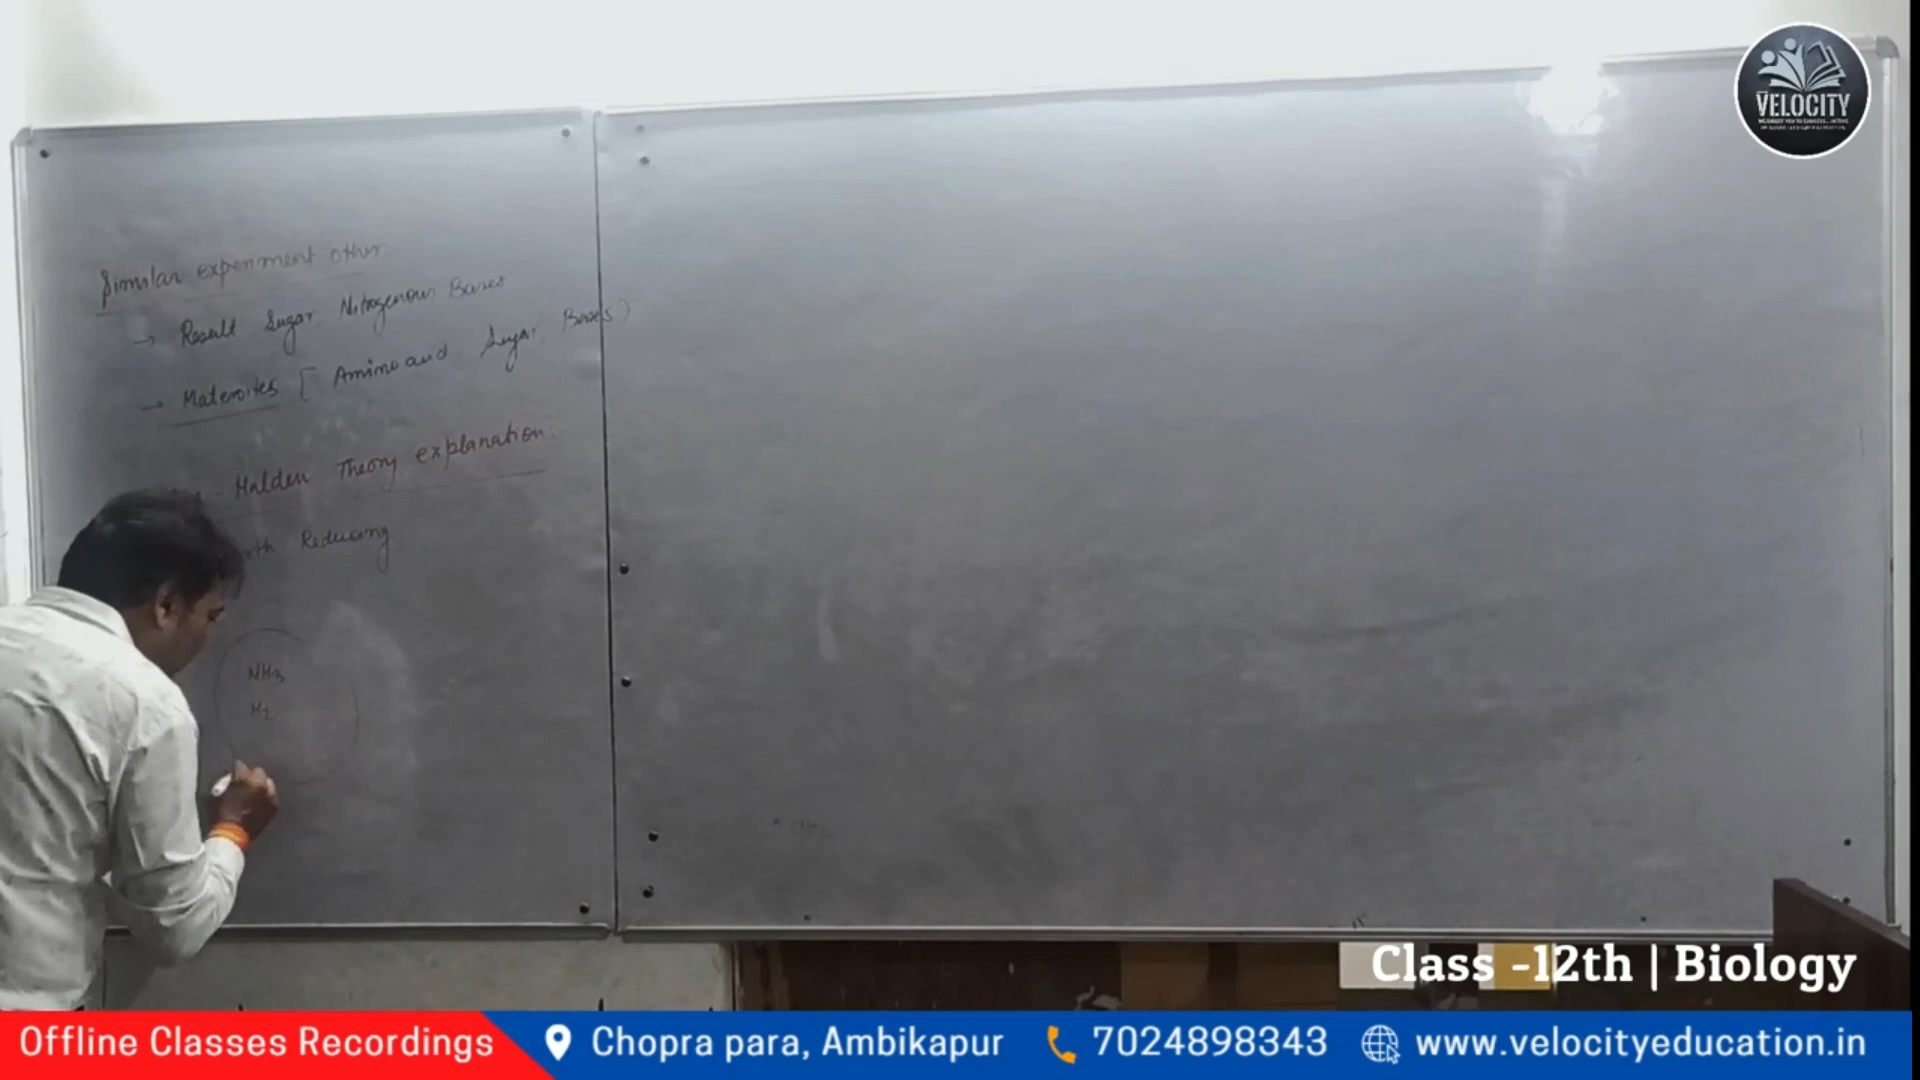 VELOCITY
Similar experiment other
→ Result Sugar, Nitrogenous Bases
→ Materoites [ Amino acid, Sugar, Bases)
- Halden Theory explanation:
Reducing
NH3
H2
Class -12th | Biology
Offline Classes Recordings Chopra para, Ambikapur 7024898343 www.velocityeducation.in